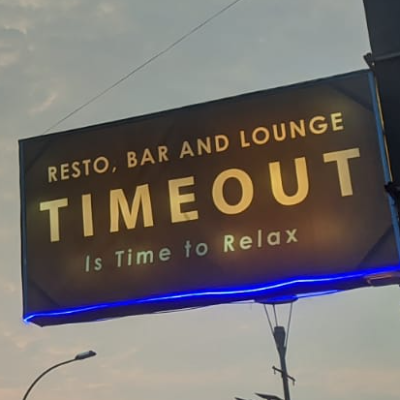 RESTO, BAR AND LOUNGE
TIMEOUT
Is Time to Relax